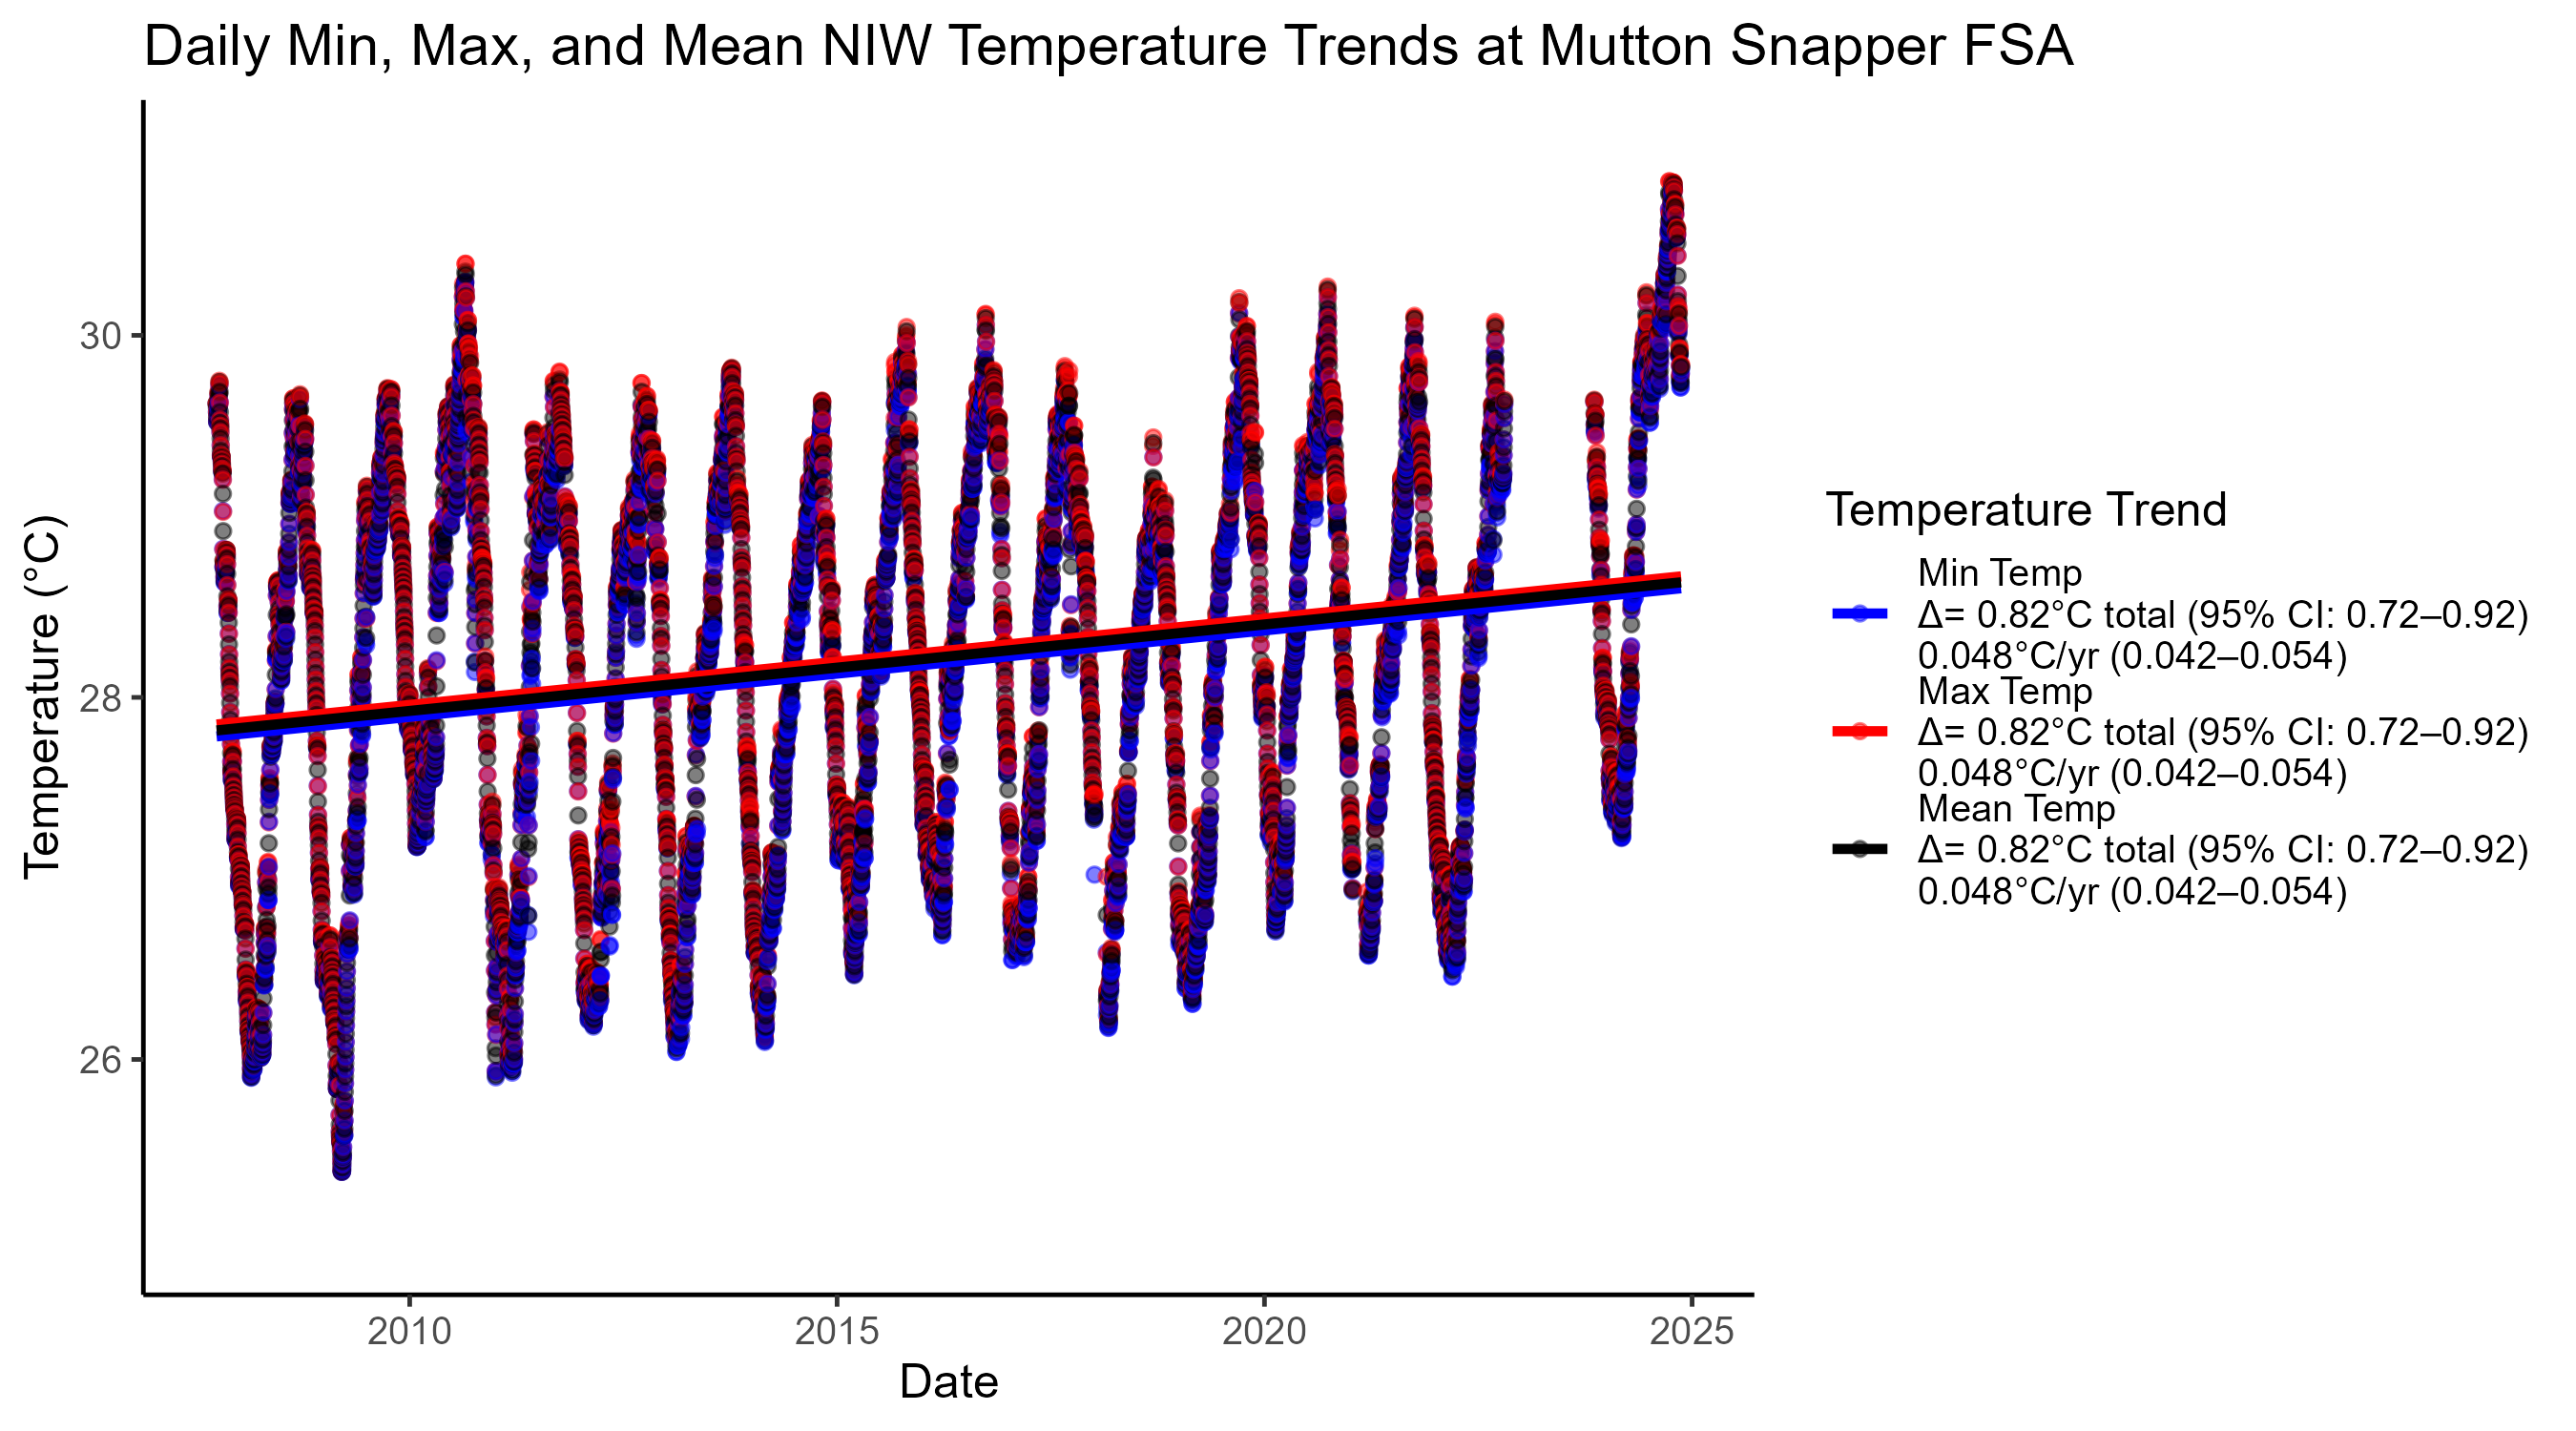 Daily Min, Max, and Mean NIW Temperature Trends at Mutton Snapper FSA
Temperature (°C)
30
28
26
2010
2015
2020
2025
Date
Temperature Trend
Min Temp
Δ= 0.82°C total (95% CI: 0.72–0.92)
0.048°C/yr (0.042–0.054)
Max Temp
Δ= 0.82°C total (95% CI: 0.72–0.92)
0.048°C/yr (0.042–0.054)
Mean Temp
Δ= 0.82°C total (95% CI: 0.72–0.92)
0.048°C/yr (0.042–0.054)